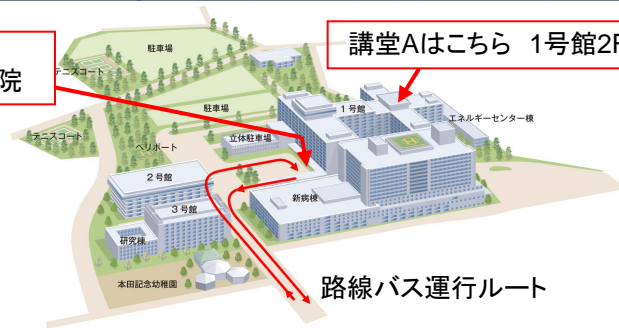 駐車場
講堂Aはこちら 1号館2F
テニスコート
院
駐車場
1号館
エネルギーセンター棟
テニスコート
立体駐車場
ヘリポート
2号館
新病棟
3号館
研究棟
本田記念幼稚園
路線バス運行ルート